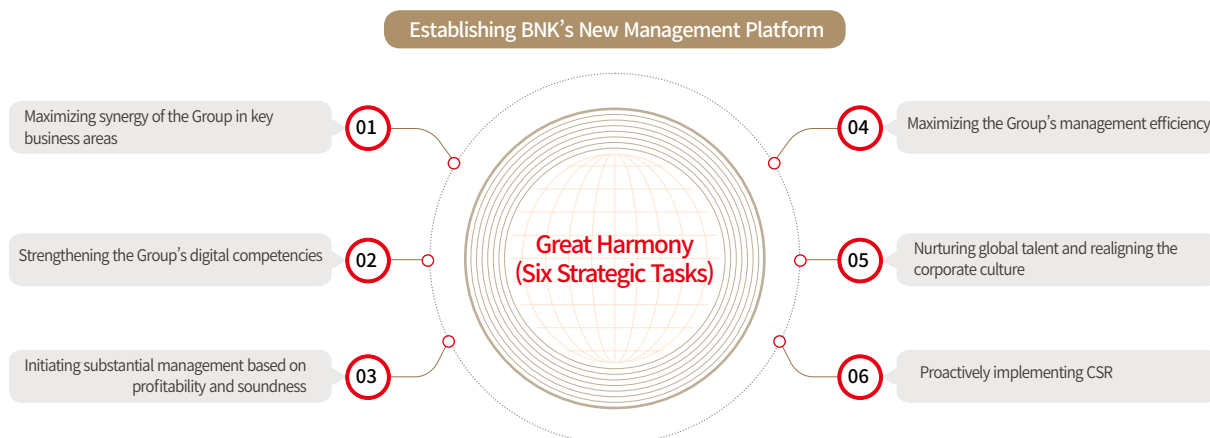 Establishing BNK's New Management Platform
Maximizing synergy of the Group in key
business areas
01
Strengthening the Group's digital competencies
02
Initiating substantial management based on
profitability and soundness
03
Great Harmony
(Six Strategic Tasks)
04
Maximizing the Group's management efficiency
05
Nurturing global talent and realigning the
corporate culture
06
Proactively implementing CSR